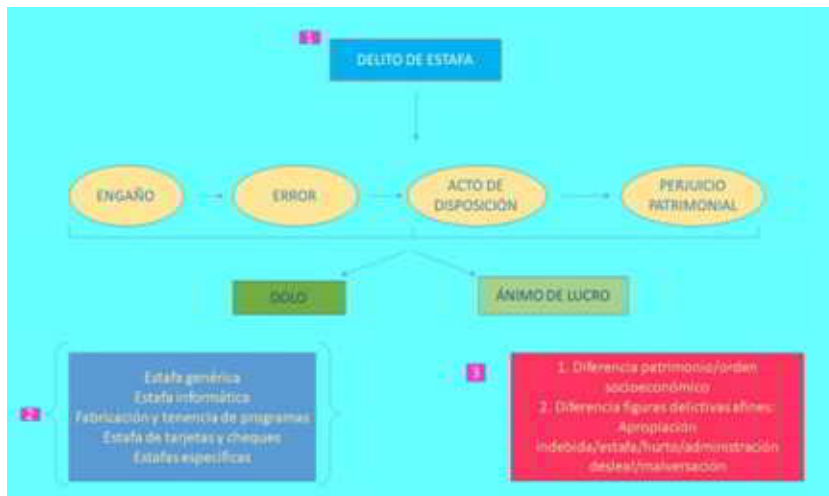 1
DELITO DE ESTAFA
ENGAÑO
ERROR
ACTO DE
DISPOSICIÓN
PERJUICIO
PATRIMONIAL
DOLO
ÁNIMO DE LUCRO
2
Estafa genérica
Estafa informática
Fabricación y tenencia de programas
Estafa de tarjetas y cheques
Estafas específicas
3
1. Diferencia patrimonio/orden
socioeconómico
2. Diferencia figuras delictivas afines:
Apropiación
indebida/estafa/hurto/administración
desleal/malversación